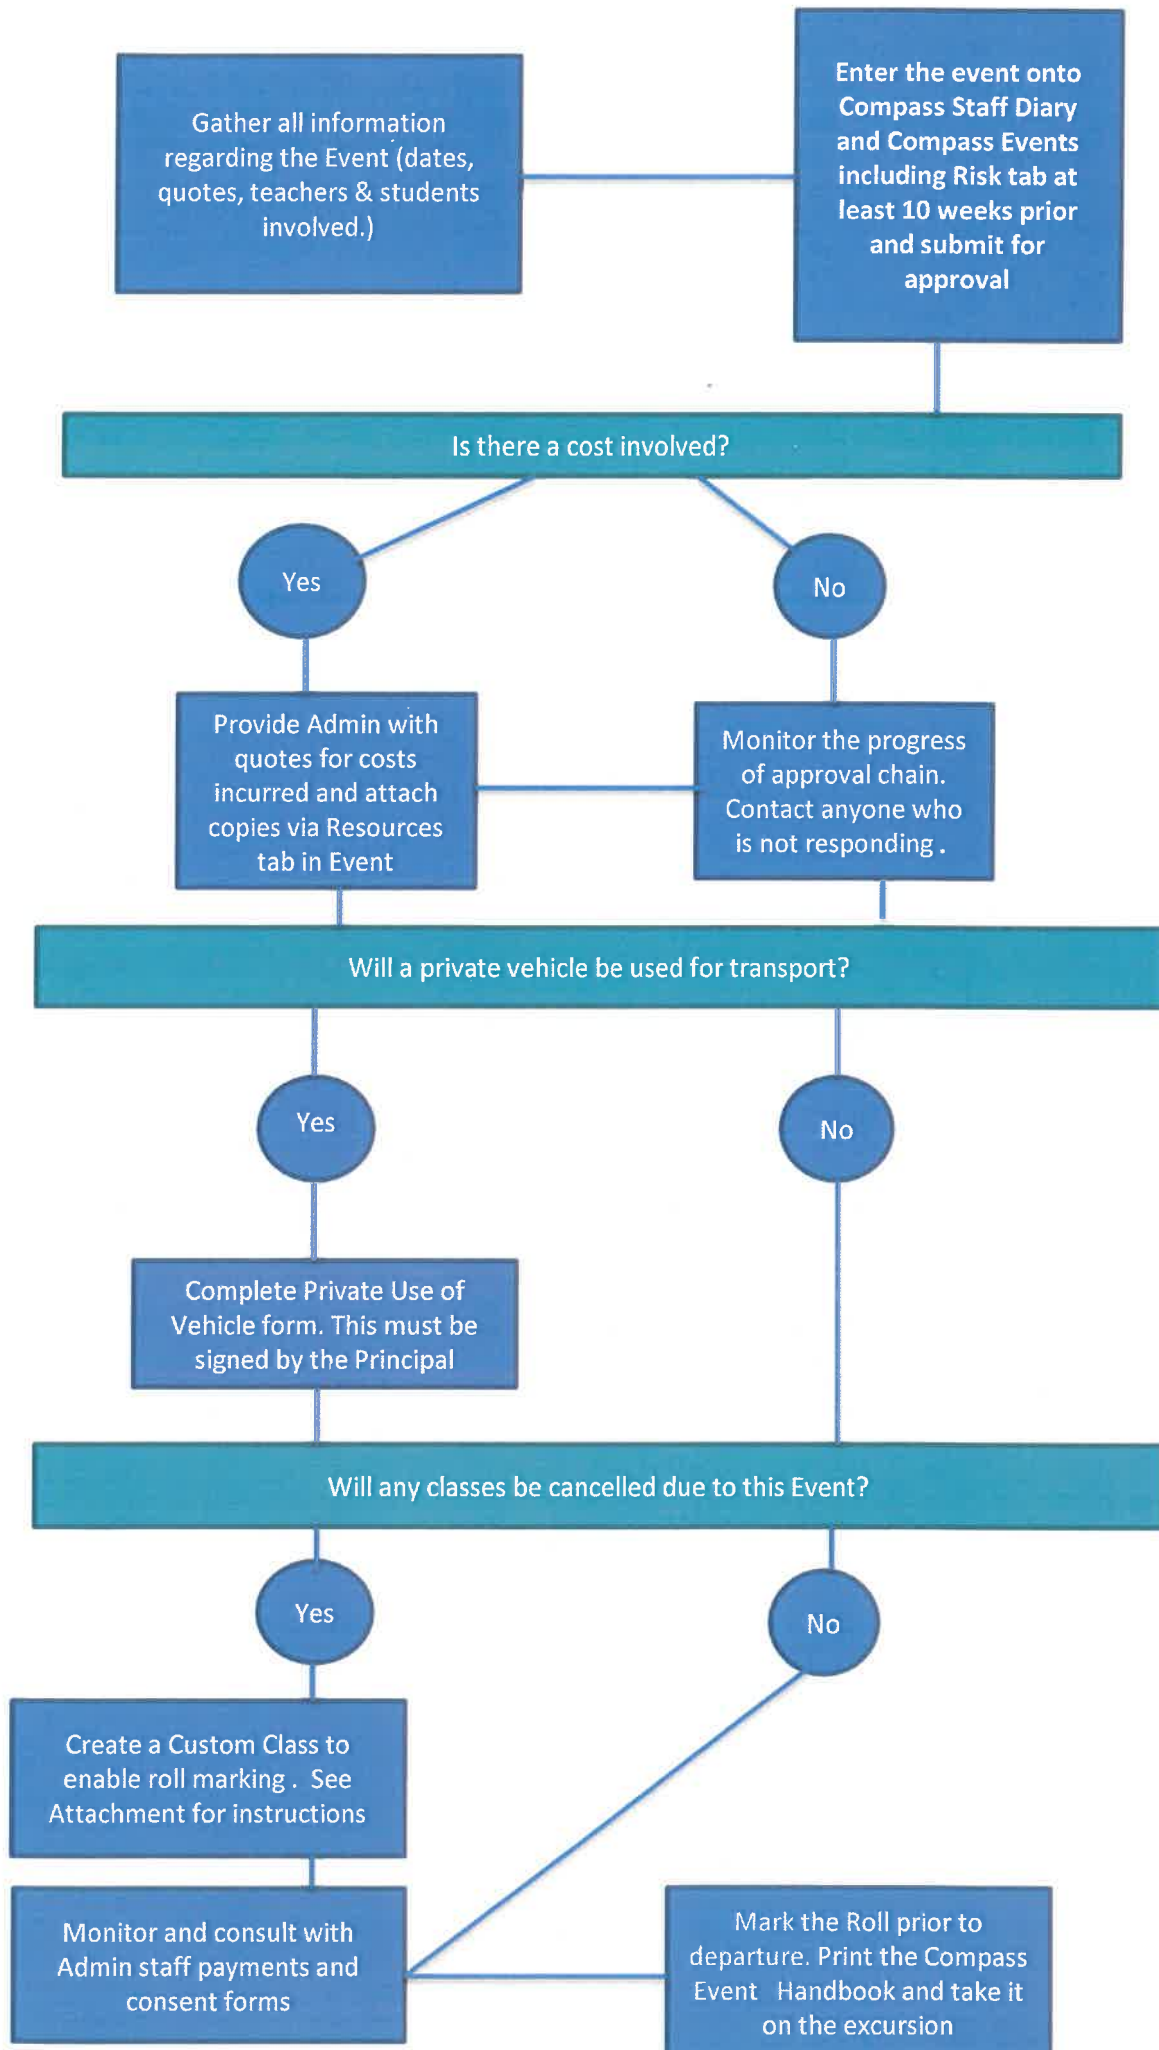 Gather all information
regarding the Event (dates,
quotes, teachers & students
involved.)
Enter the event onto
Compass Staff Diary
and Compass Events
including Risk tab at
least 10 weeks prior
and submit for
approval
Is there a cost involved?
Yes
No
Provide Admin with
quotes for costs
incurred and attach
copies via Resources
tab in Event
Monitor the progress
of approval chain.
Contact anyone who
is not responding .
Will a private vehicle be used for transport?
Yes
No
Complete Private Use of
Vehicle form. This must be
signed by the Principal
Will any classes be cancelled due to this Event?
Yes
No
Create a Custom Class to
enable roll marking .  See
Attachment for instructions
Monitor and consult with
Admin staff payments and
consent forms
Mark the Roll prior to
departure. Print the Compass
Event   Handbook and take it
on the excursion